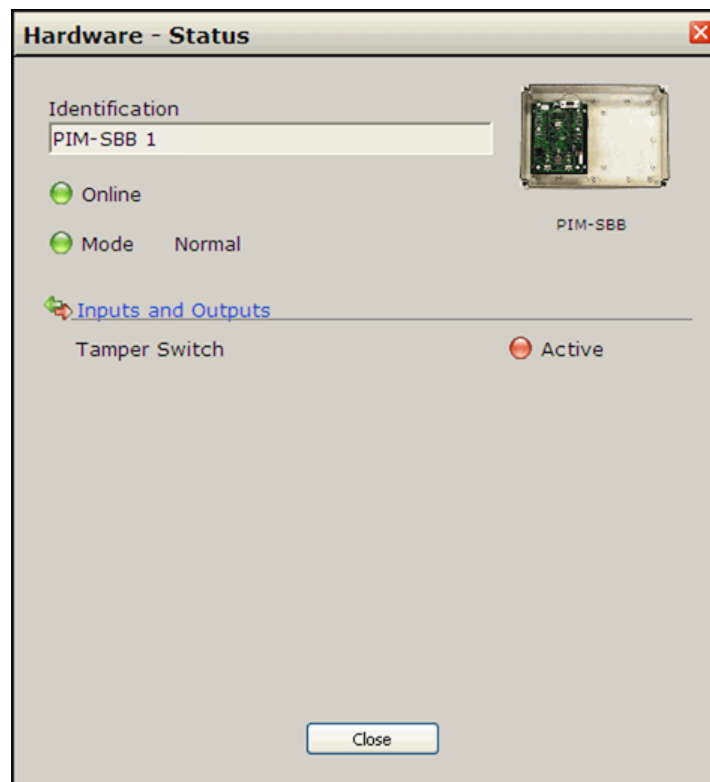 Hardware - Status
Identification
PIM-SBB 1
Online
PIM-SBB
Mode Normal
Inputs and Outputs
Tamper Switch Active
Close